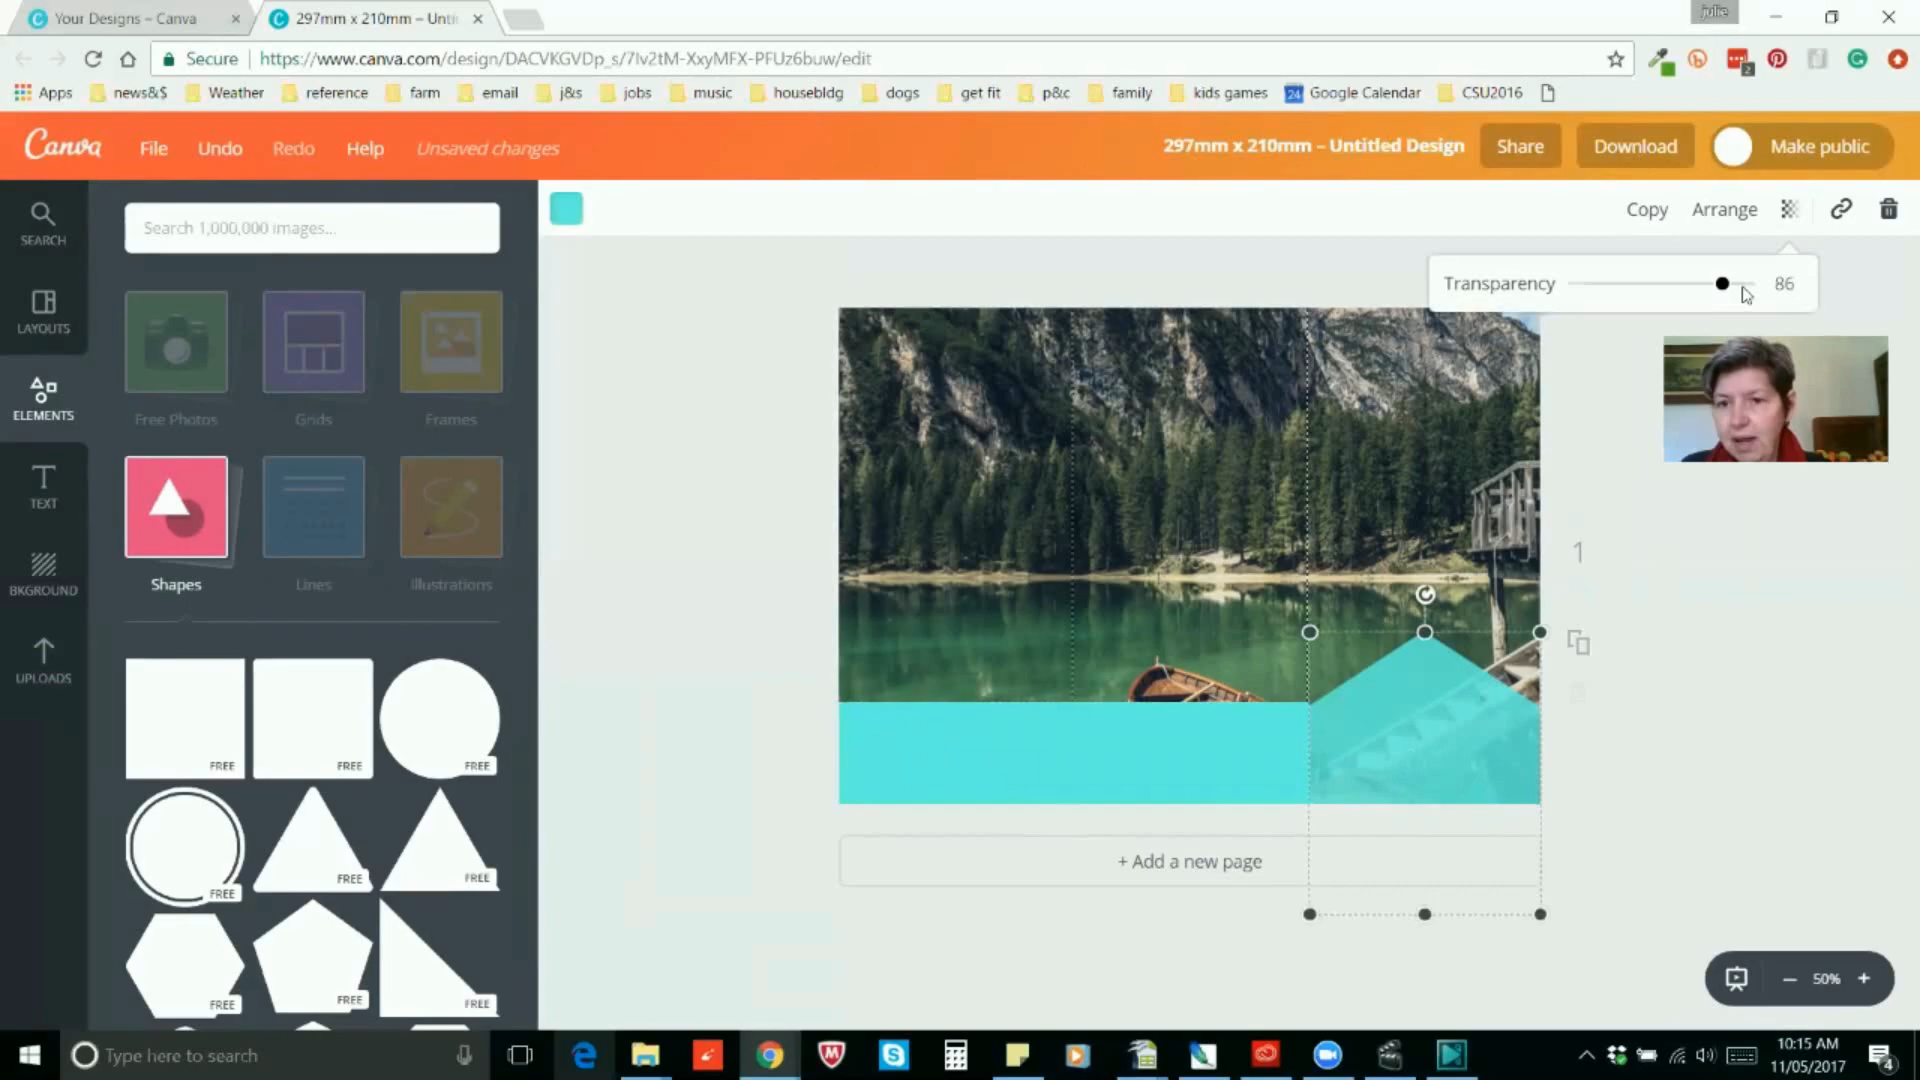 Your Designs – Canva
297mm x 210mm – Unti
julie
Secure
https://www.canva.com/design/DACVKGVDp_s/7Iv2tM-XxyMFX-PFUz6buw/edit
2
Apps
news&$
Weather
reference
farm
email
j&s
jobs
music
housebldg
dogs
get fit
p&c
family
kids games
24
Google Calendar
CSU2016
Canva
File
Undo
Redo
Help
Unsaved changes
297mm x 210mm – Untitled Design
Share
Download
Make public
SEARCH
LAYOUTS
ELEMENTS
TEXT
BKGROUND
UPLOADS
Search 1,000,000 images...
Copy
Arrange
Transparency
86
Free Photos
Grids
Frames
Shapes
Lines
Illustrations
FREE
FREE
FREE
FREE
FREE
FREE
FREE
FREE
FREE
1
+ Add a new page
50%
Type here to search
10:15 AM
11/05/2017
4